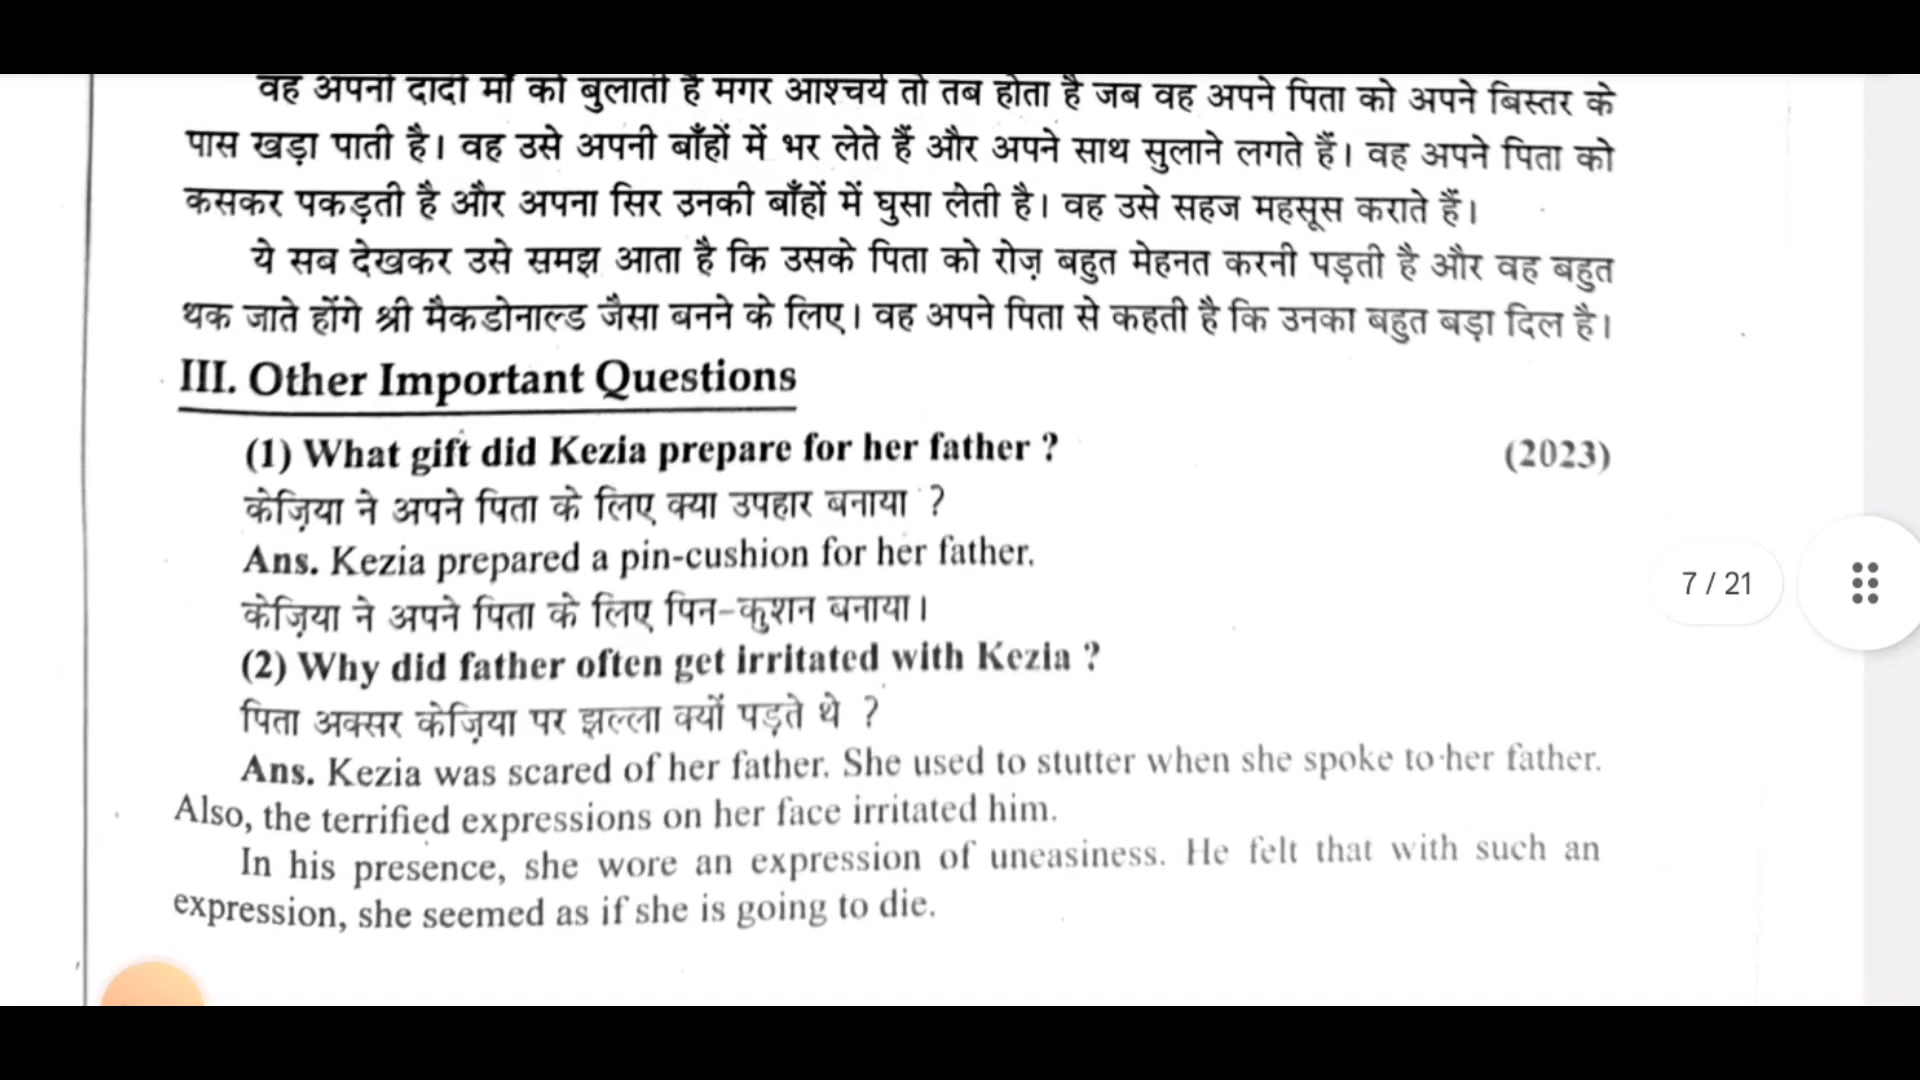 वह अपनी दादी माँ को बुलाती है मगर आश्चर्य तो तब होता है जब वह अपने पिता को अपने बिस्तर के
पास खड़ा पाती है। वह उसे अपनी बाँहों में भर लेते हैं और अपने साथ सुलाने लगते हैं। वह अपने पिता को
कसकर पकड़ती है और अपना सिर उनकी बाँहों में घुसा लेती है। वह उसे सहज महसूस कराते हैं।
ये सब देखकर उसे समझ आता है कि उसके पिता को रोज़ बहुत मेहनत करनी पड़ती है और वह बहुत
थक जाते होंगे श्री मैकडोनाल्ड जैसा बनने के लिए। वह अपने पिता से कहती है कि उनका बहुत बड़ा दिल है।
III. Other Important Questions
(1) What gift did Kezia prepare for her father ? (2023)
केज़िया ने अपने पिता के लिए क्या उपहार बनाया ?
Ans. Kezia prepared a pin-cushion for her father.
केज़िया ने अपने पिता के लिए पिन-कुशन बनाया।
7 / 21
(2) Why did father often get irritated with Kezia ?
पिता अक्सर केज़िया पर झल्ला क्यों पड़ते थे ?
Ans. Kezia was scared of her father. She used to stutter when she spoke to her father.
Also, the terrified expressions on her face irritated him.
In his presence, she wore an expression of uneasiness. He felt that with such an
expression, she seemed as if she is going to die.